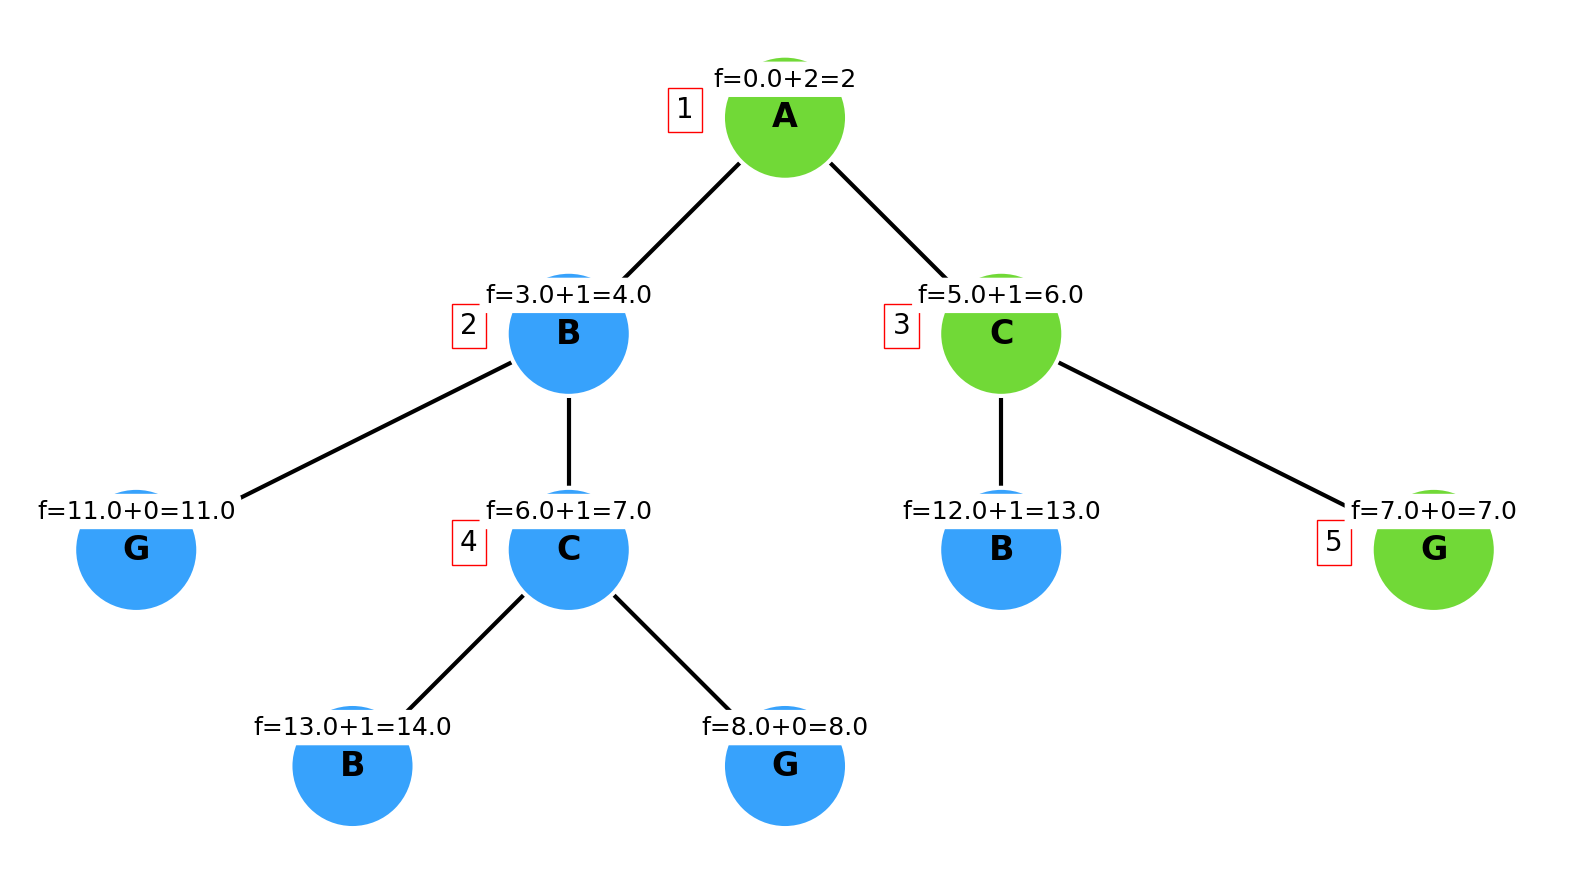 f=0.0+2=2
1
A
f=3.0+1=4.0
2
B
f=5.0+1=6.0
3
C
f=11.0+0=11.0
G
f=6.0+1=7.0
4
C
f=12.0+1=13.0
B
f=7.0+0=7.0
5
G
f=13.0+1=14.0
B
f=8.0+0=8.0
G